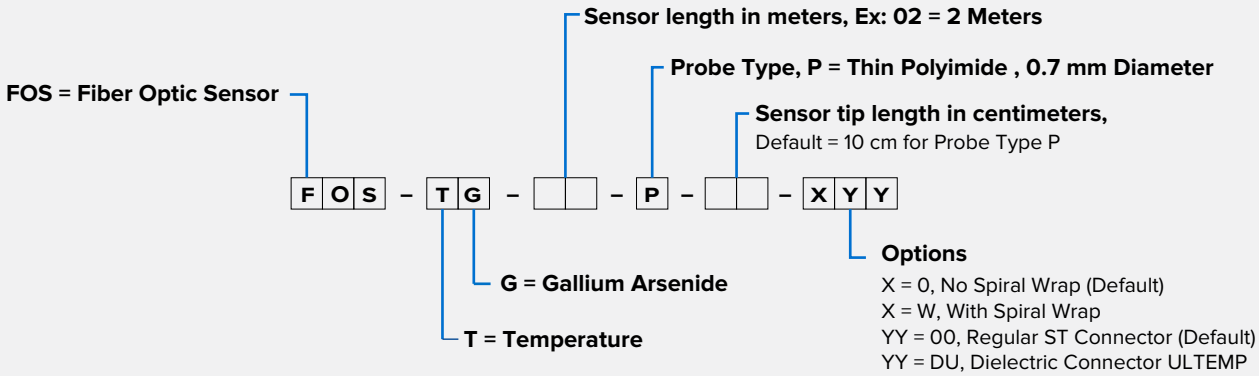 Sensor length in meters, Ex: 02 = 2 Meters
Probe Type, P = Thin Polyimide , 0.7 mm Diameter
FOS = Fiber Optic Sensor
Sensor tip length in centimeters,
Default = 10 cm for Probe Type P
F O S – T G – – P – – X Y Y
Options
G = Gallium Arsenide
X = 0, No Spiral Wrap (Default)
X = W, With Spiral Wrap
T = Temperature
YY = 00, Regular ST Connector (Default)
YY = DU, Dielectric Connector ULTEMP